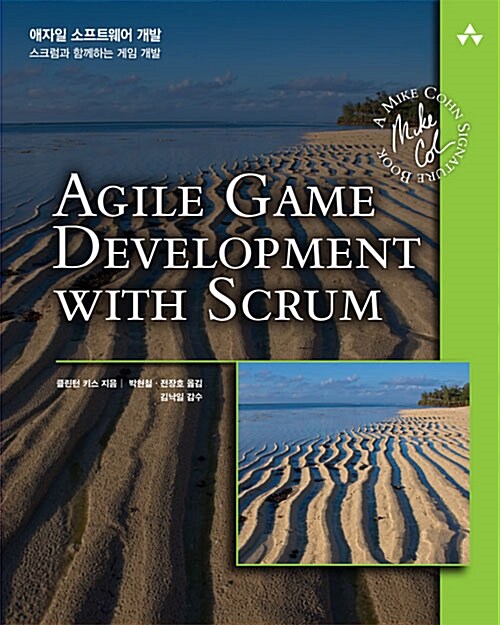 애자일 소프트웨어 개발
스크럼과 함께하는 게임 개발
A MIKE COHN SIGNATURE BOOK
Mike Cohn
AGILE GAME
DEVELOPMENT
WITH SCRUM
클린턴 키스 지음 | 박현철 · 전장호 옮김
김낙일 감수